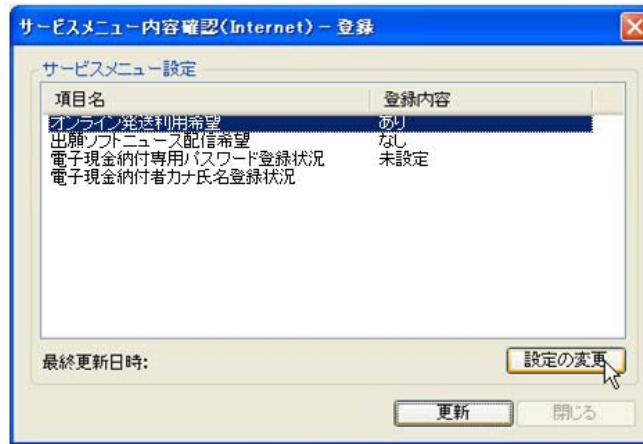 サービスメニュー内容確認(Internet) - 登録
サービスメニュー設定
項目名 登録内容
オンライン発送利用希望 あり
出願ソフトニュース配信希望 なし
電子現金納付専用パスワード登録状況 未設定
電子現金納付者カナ氏名登録状況
最終更新日時: 設定の変更
更新 閉じる